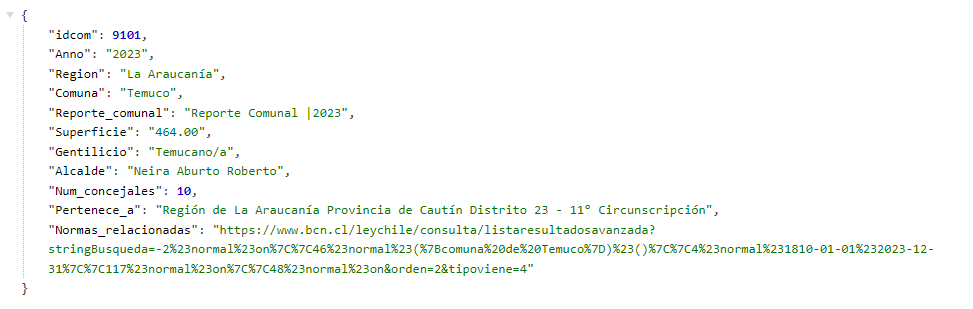 {
"idcom": 9101,
"Anno": "2023",
"Region": "La Araucanía",
"Comuna": "Temuco",
"Reporte_comunal": "Reporte Comunal |2023",
"Superficie": "464.00",
"Gentilicio": "Temucano/a",
"Alcalde": "Neira Aburto Roberto",
"Num_concejales": 10,
"Pertenece_a": "Región de La Araucanía Provincia de Cautín Distrito 23 - 11° Circunscripción",
"Normas_relacionadas": "https://www.bcn.cl/leychile/consulta/listaresultadosavanzada?
stringBusqueda=-2%23normal%23on%7C%7C46%23normal%23(%7Bcomuna%20de%20Temuco%7D)%23()%7C%7C4%23normal%231810-01-01%232023-12-
31%7C%7C117%23normal%23on%7C%7C48%23normal%23on&orden=2&tipoviene=4"
}